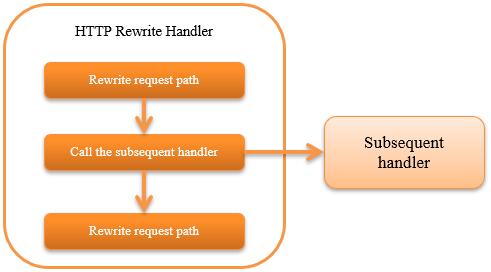 HTTP Rewrite Handler
Rewrite request path
Call the subsequent handler
Subsequent
handler
Rewrite request path